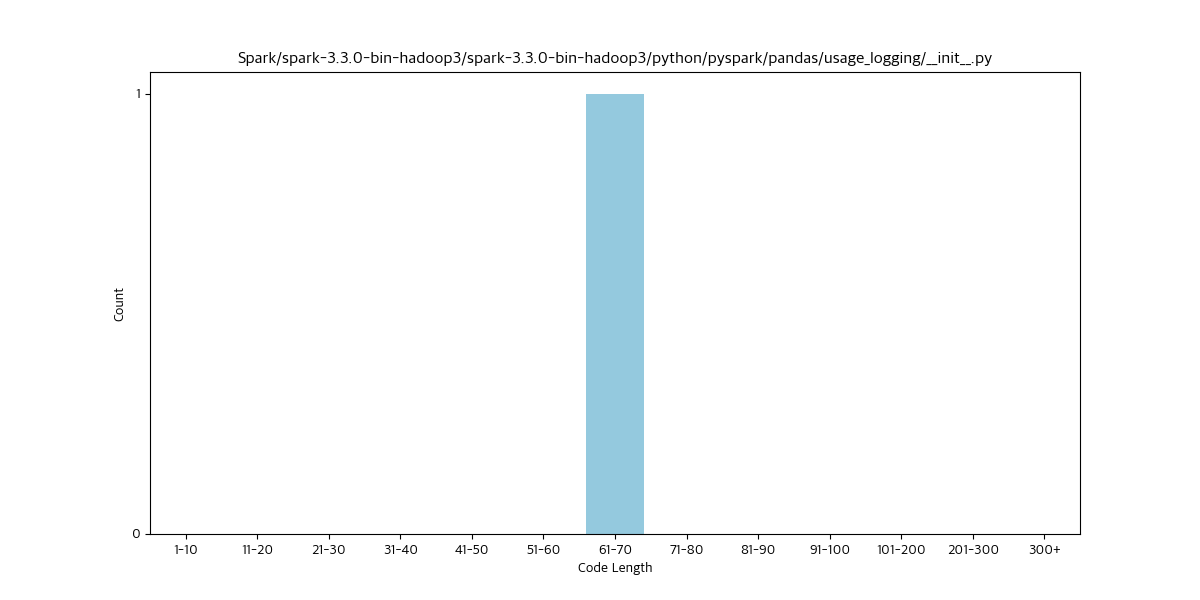 Spark/spark-3.3.0-bin-hadoop3/spark-3.3.0-bin-hadoop3/python/pyspark/pandas/usage_logging/__init__.py
1
Count
0
1-10 11-20 21-30 31-40 41-50 51-60 61-70 71-80 81-90 91-100 101-200 201-300 300+
Code Length